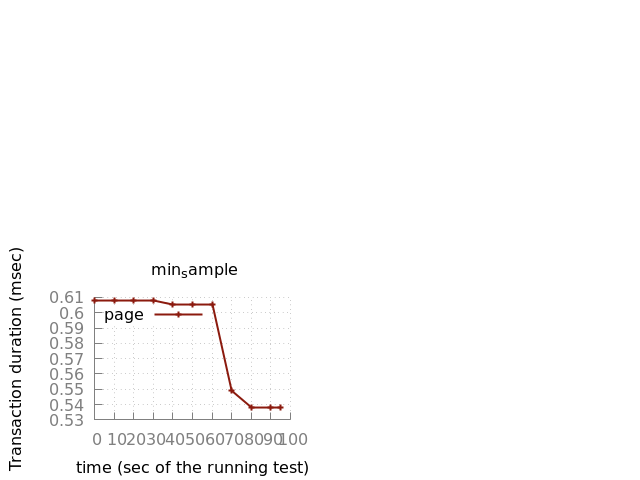 minsample
Transaction duration (msec)
0.61
0.6
0.59
0.58
0.57
0.56
0.55
0.54
0.53
page
0 10 20 30 40 50 60 70 80 90 100
time (sec of the running test)